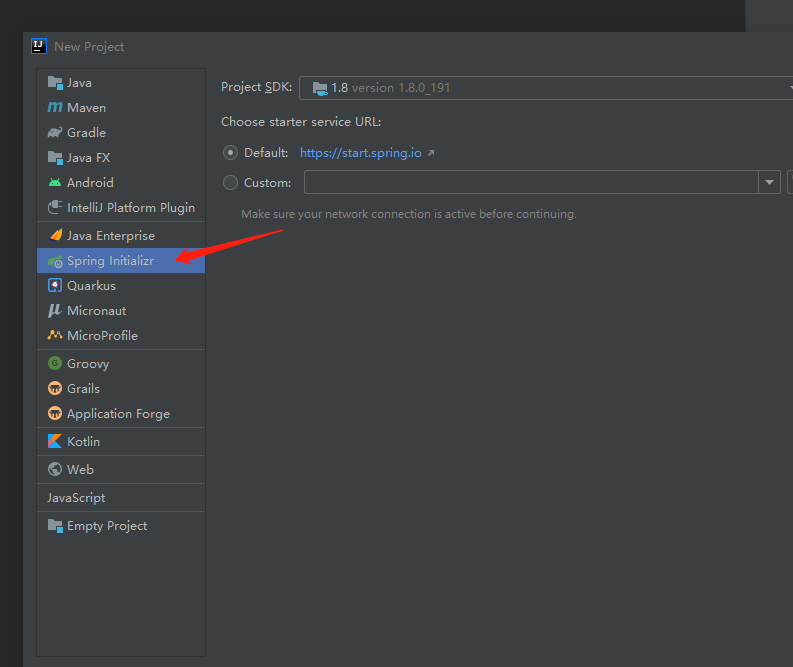 New Project
Java
Maven
Gradle
Java FX
Android
IntelliJ Platform Plugin
Java Enterprise
Spring Initializr
Quarkus
Micronaut
MicroProfile
Groovy
Grails
Application Forge
Kotlin
Web
JavaScript
Empty Project
Project SDK: 1.8 version 1.8.0_191
Choose starter service URL:
Default: https://start.spring.io
Custom:
Make sure your network connection is active before continuing.